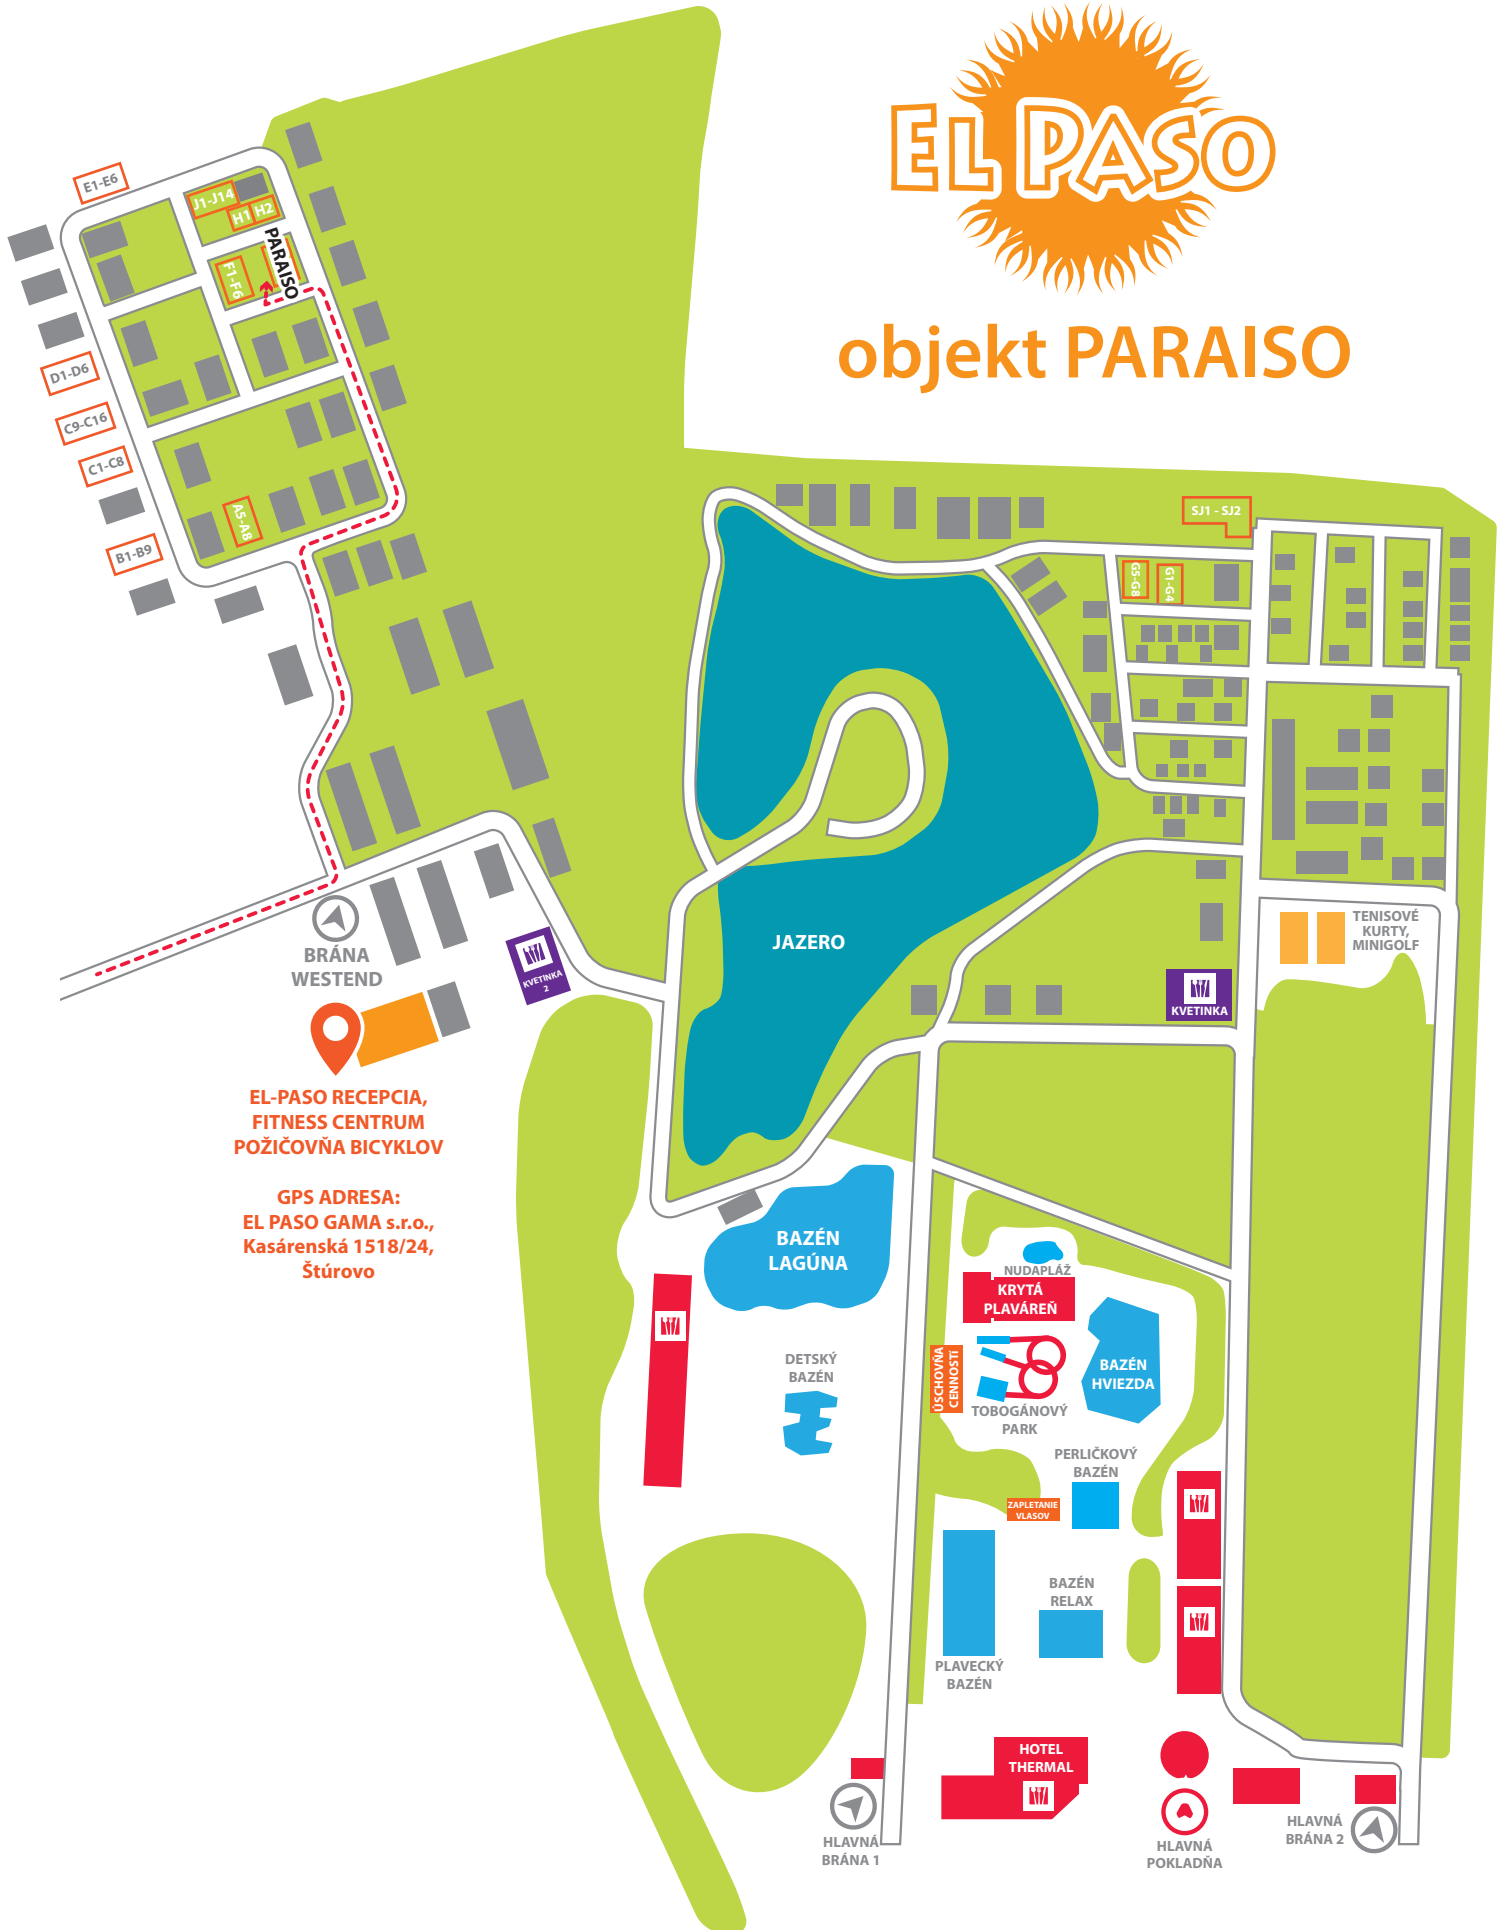 EL PASO
objekt PARAISO
E1-E6
J1-J14
H1
H2
PARAISO
F1-F6
D1-D6
C9-C16
C1-C8
A5-A8
B1-B9
SJ1 - SJ2
G5-G8
G1-G4
BRÁNA
WESTEND
KVETINKA
2
JAZERO
TENISOVÉ
KURTY,
MINIGOLF
KVETINKA
EL-PASO RECEPCIA,
FITNESS CENTRUM
POŽIČOVŇA BICYKLOV
GPS ADRESA:
EL PASO GAMA s.r.o.,
Kasárenská 1518/24,
Štúrovo
BAZÉN
LAGÚNA
NUDAPLÁŽ
KRYTÁ
PLAVÁREŇ
DETSKÝ
BAZÉN
ÚSCHOVŇA
CENNOSTí
BAZÉN
HVIEZDA
TOBOGÁNOVÝ
PARK
PERLIČKOVÝ
BAZÉN
ZAPLETANIE
VLASOV
BAZÉN
RELAX
PLAVECKÝ
BAZÉN
HOTEL
THERMAL
HLAVNÁ
BRÁNA 1
HLAVNÁ
POKLADŇA
HLAVNÁ
BRÁNA 2